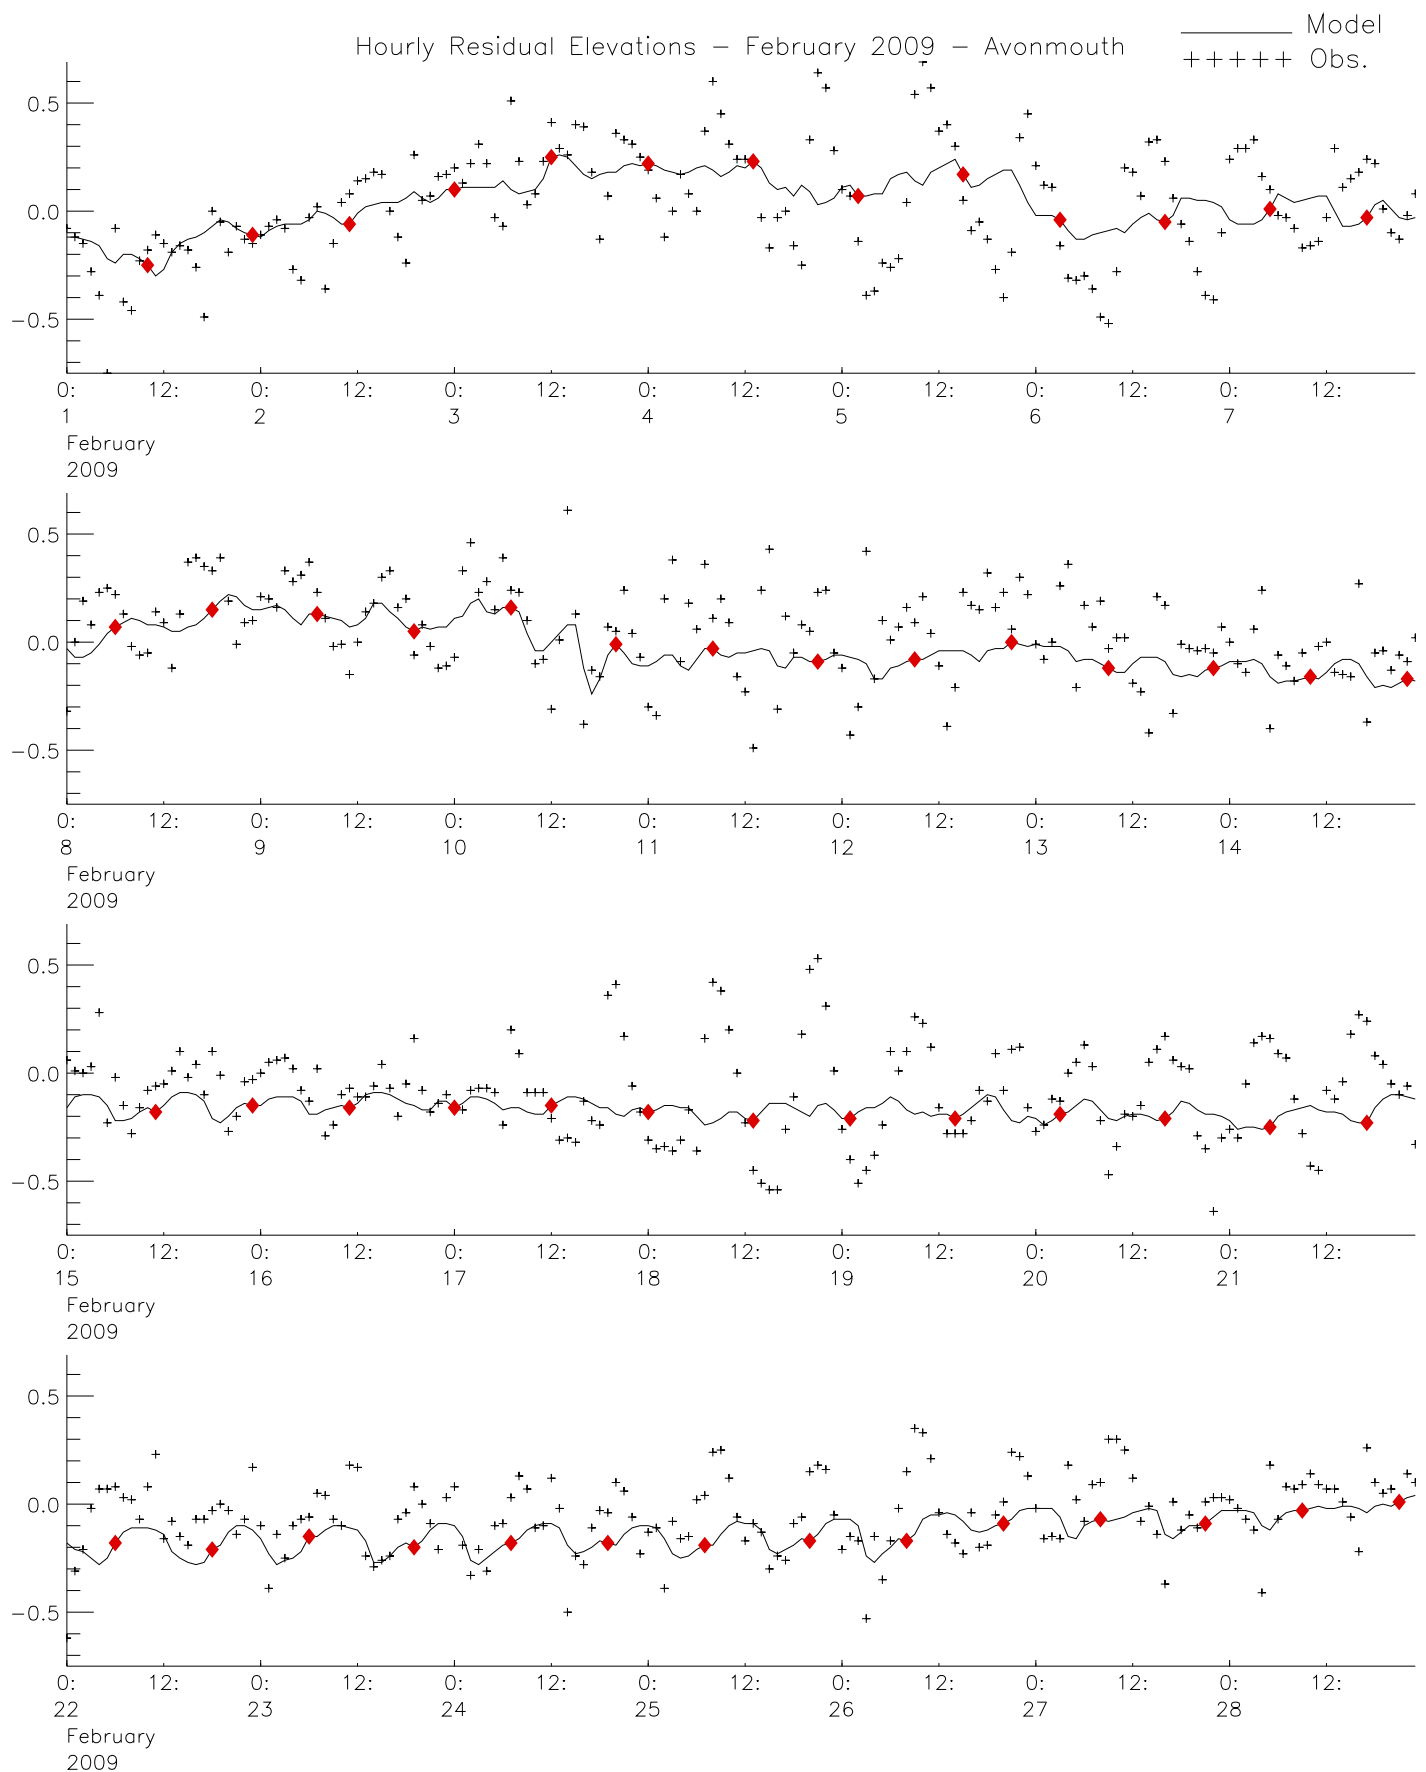 Hourly Residual Elevations – February 2009 – Avonmouth
Model
+++++ Obs.
0.5
0.0
−0.5
0: 12: 0: 12: 0: 12: 0: 12: 0: 12: 0: 12: 0: 12:
1 2 3 4 5 6 7
February
2009
0.5
0.0
−0.5
0: 12: 0: 12: 0: 12: 0: 12: 0: 12: 0: 12: 0: 12:
8 9 10 11 12 13 14
February
2009
0.5
0.0
−0.5
0: 12: 0: 12: 0: 12: 0: 12: 0: 12: 0: 12: 0: 12:
15 16 17 18 19 20 21
February
2009
0.5
0.0
−0.5
0: 12: 0: 12: 0: 12: 0: 12: 0: 12: 0: 12: 0: 12:
22 23 24 25 26 27 28
February
2009